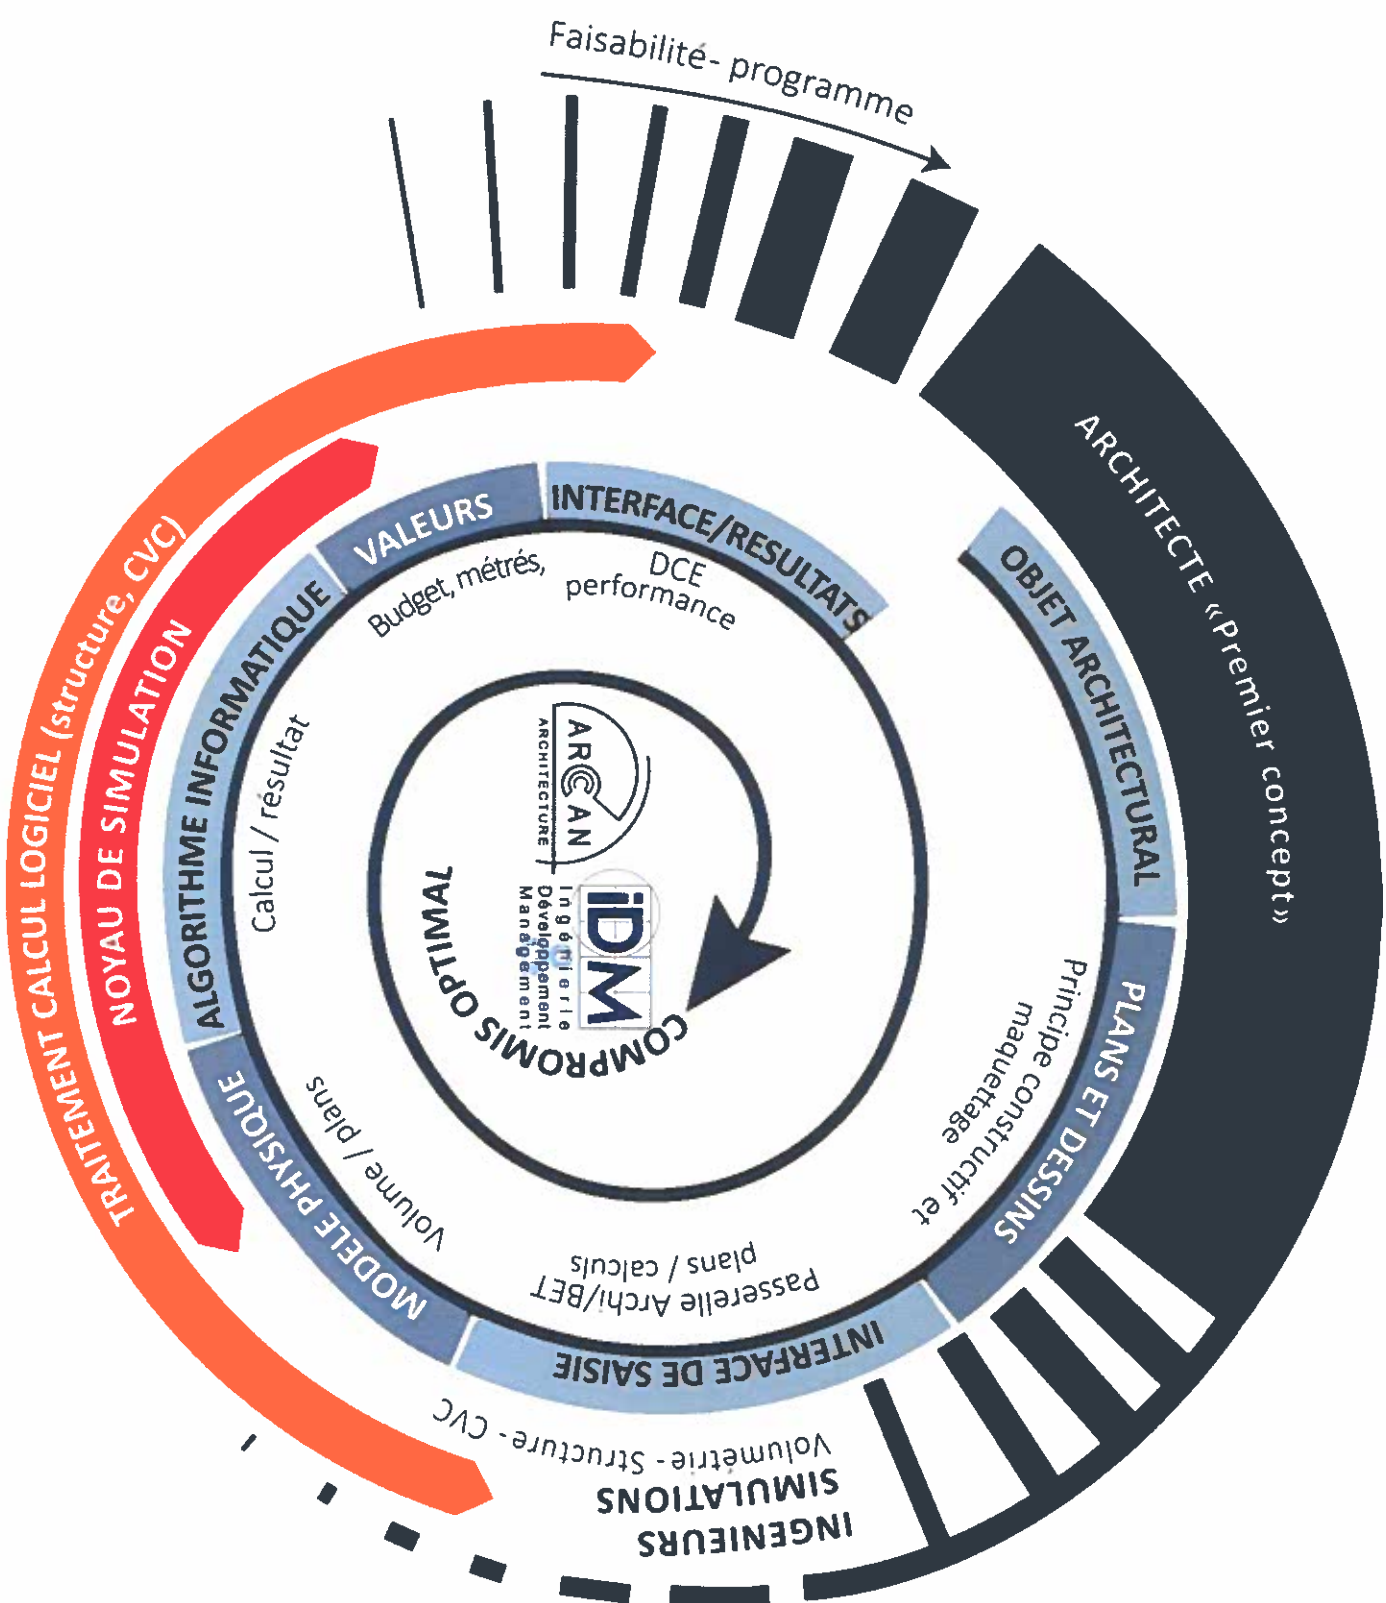 Faisabilité- programme
ARCHITECTE «Premier concept»
OBJET ARCHITECTURAL
PLANS ET DESSINS
Principe constructif et
maquettage
INTERFACE DE SAISIE
Passerelle Archi/BET
plans / calculs
Volumétrie - Structure - CVC
INGENIEURS
SIMULATIONS
MODELE PHYSIQUE
Volume / plans
ALGORITHME INFORMATIQUE
Calcul / résultat
VALEURS
Budget, métrés,
INTERFACE/RESULTATS
DCE
performance
NOYAU DE SIMULATION
TRAITEMENT CALCUL LOGICIEL (structure, CVC)
COMPROMIS OPTIMAL
ARCAN
ARCHITECTURE
iDM
Ingénierie
Développement
Management